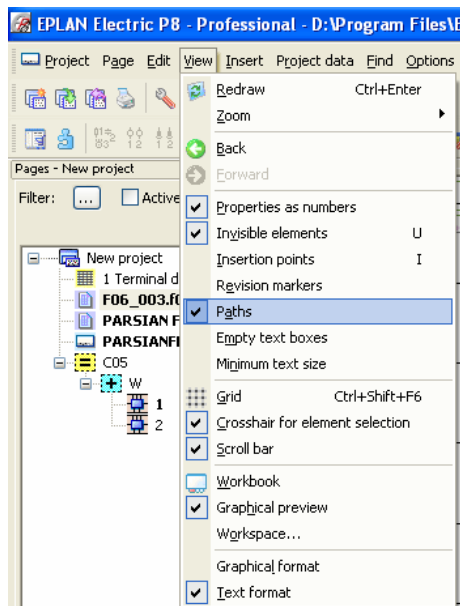 EPLAN Electric P8 - Professional - D:\Program Files\E
Project Page Edit View Insert Project data Find Options
Pages - New project
Filter: ... Active
New project
1 Terminal d
F06_003.f
PARSIAN F
PARSIANFI
C05
W
1
2
Redraw Ctrl+Enter
Zoom
Back
Forward
Properties as numbers
Invisible elements U
Insertion points I
Revision markers
Paths
Empty text boxes
Minimum text size
Grid Ctrl+Shift+F6
Crosshair for element selection
Scroll bar
Workbook
Graphical preview
Workspace...
Graphical format
Text format